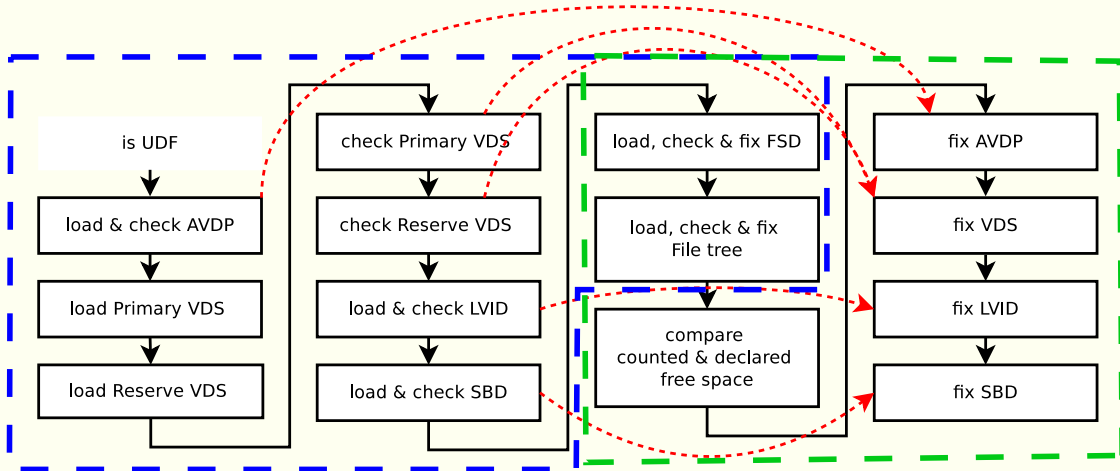 is UDF
load & check AVDP
load Primary VDS
load Reserve VDS
check Primary VDS
check Reserve VDS
load & check LVID
load & check SBD
load, check & fix FSD
load, check & fix
File tree
compare
counted & declared
free space
fix AVDP
fix VDS
fix LVID
fix SBD